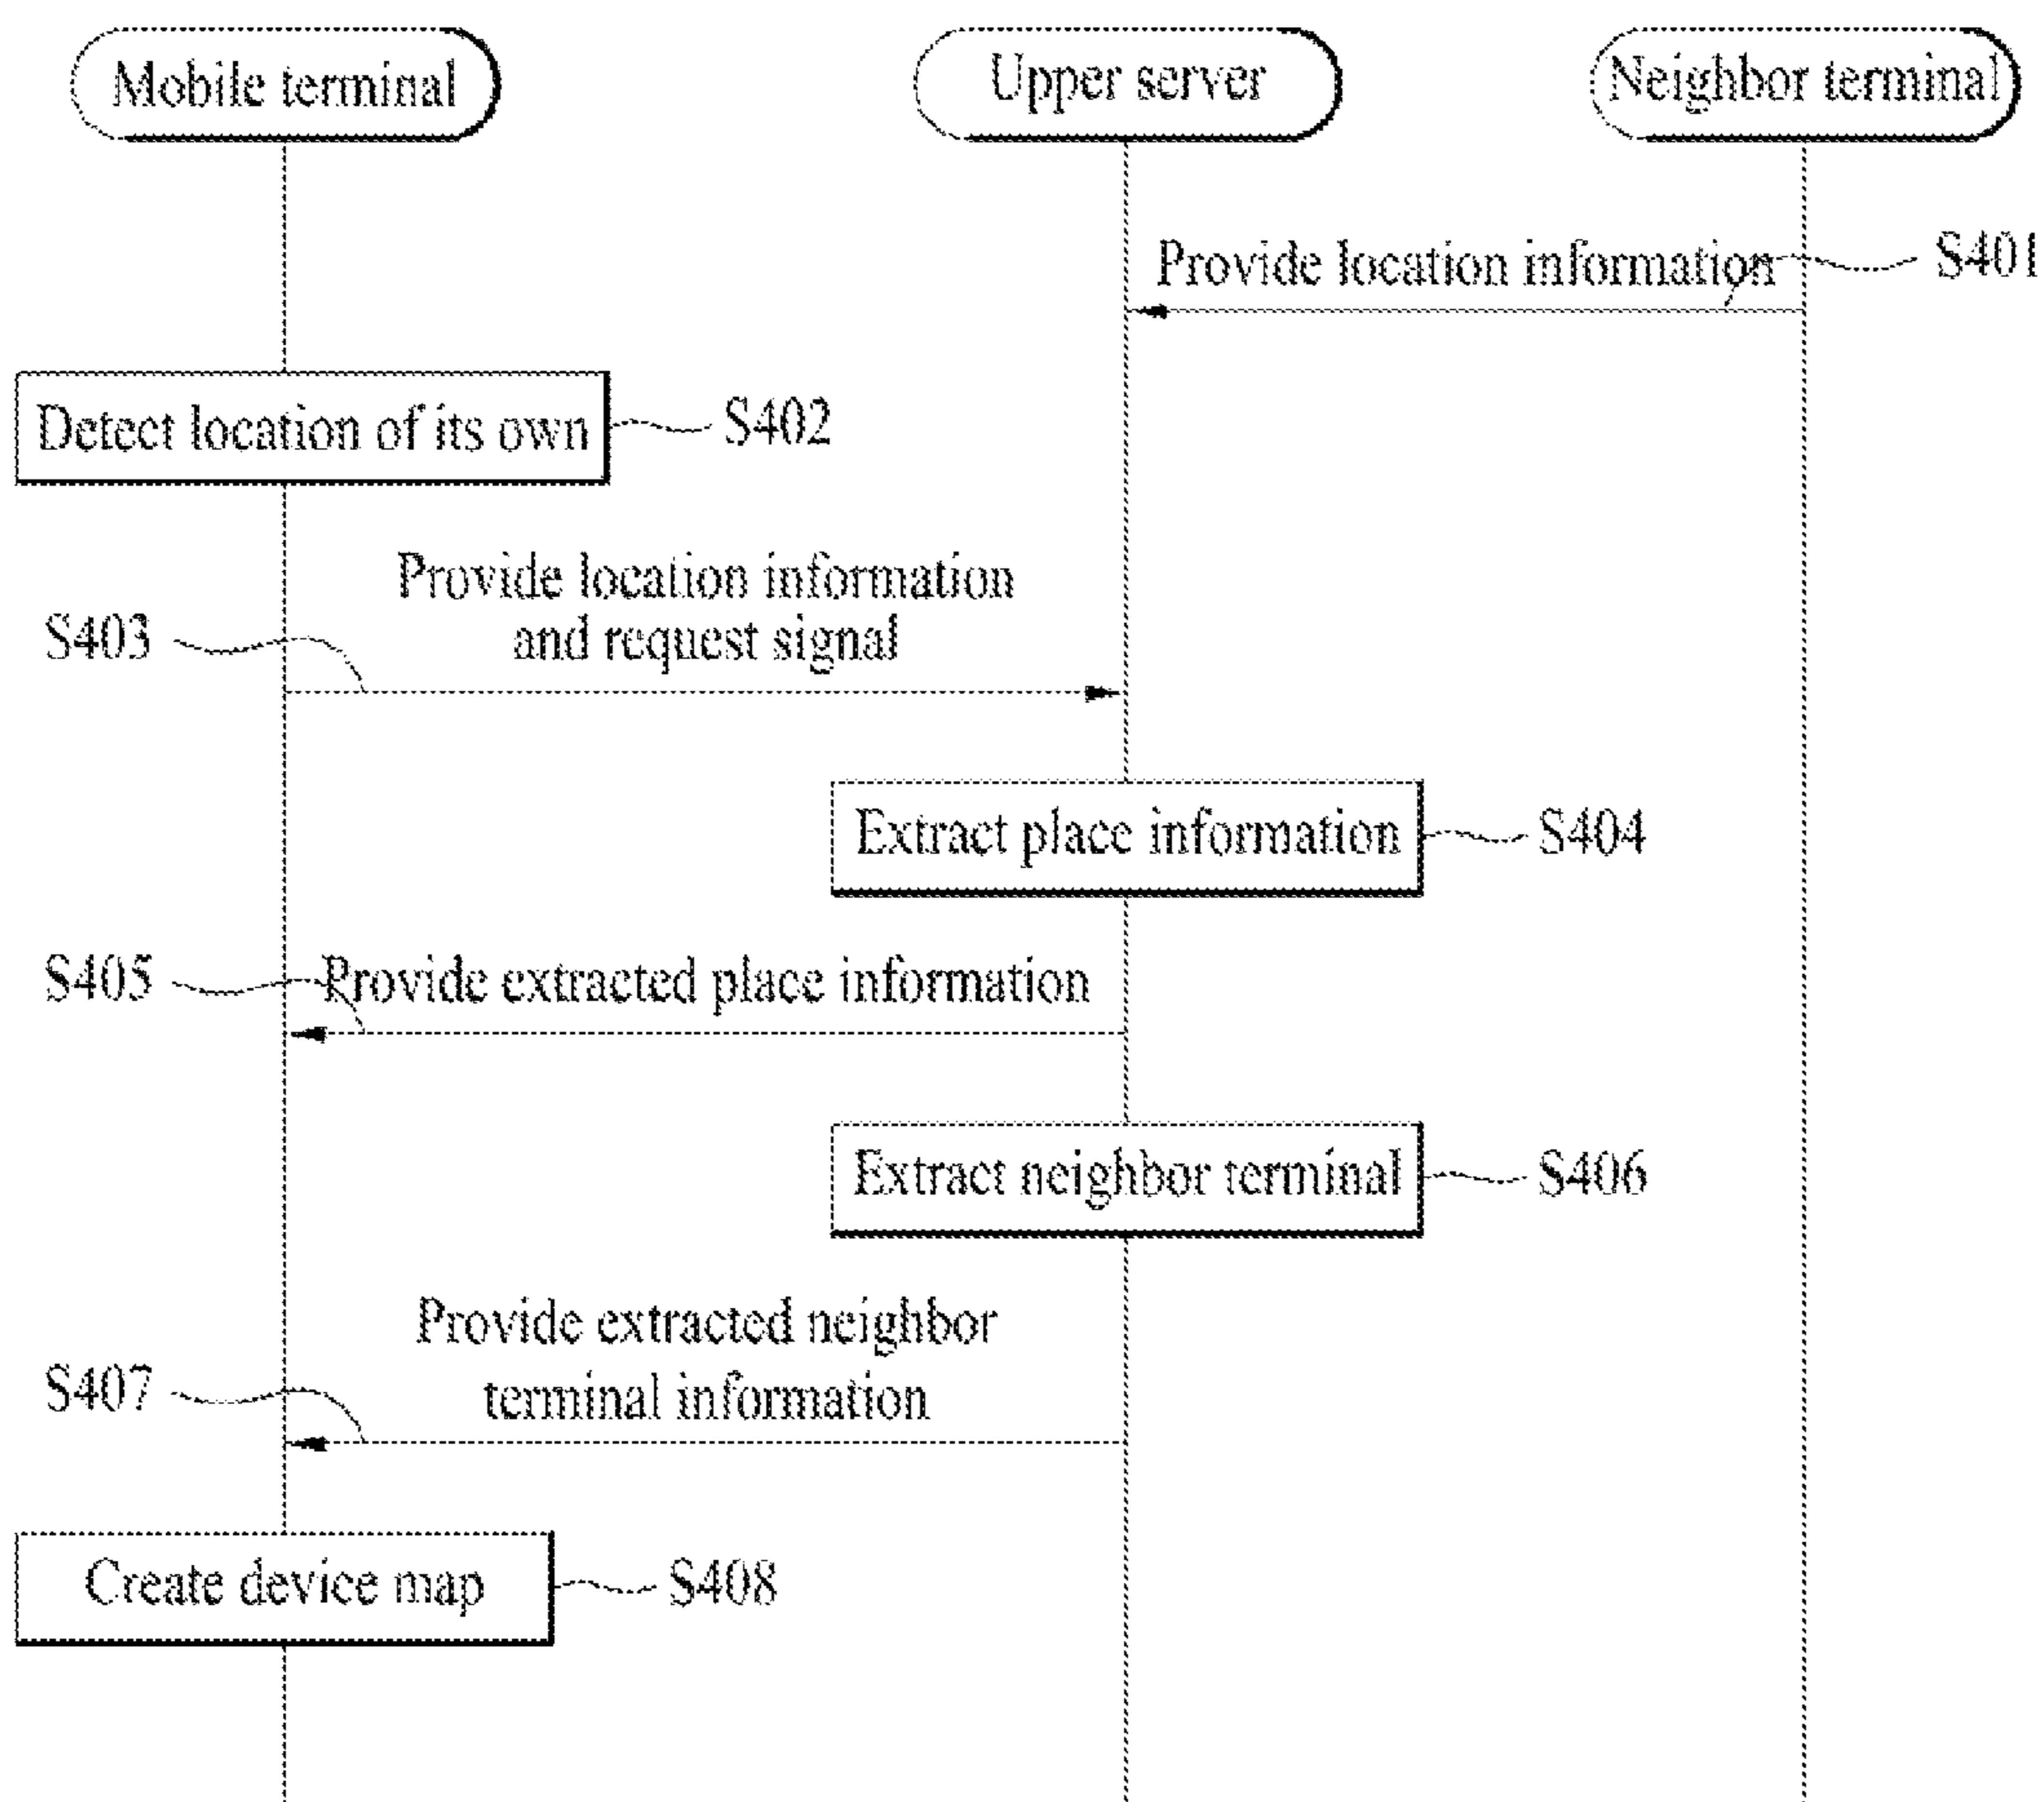 Mobile terminal
Upper server
Neighbor terminal
Provide location information
S401
Detect location of its own
S402
Provide location information
and request signal
S403
Extract place information
S404
S405
Provide extracted place information
Extract neighbor terminal
S406
Provide extracted neighbor
terminal information
S407
Create device map
S408